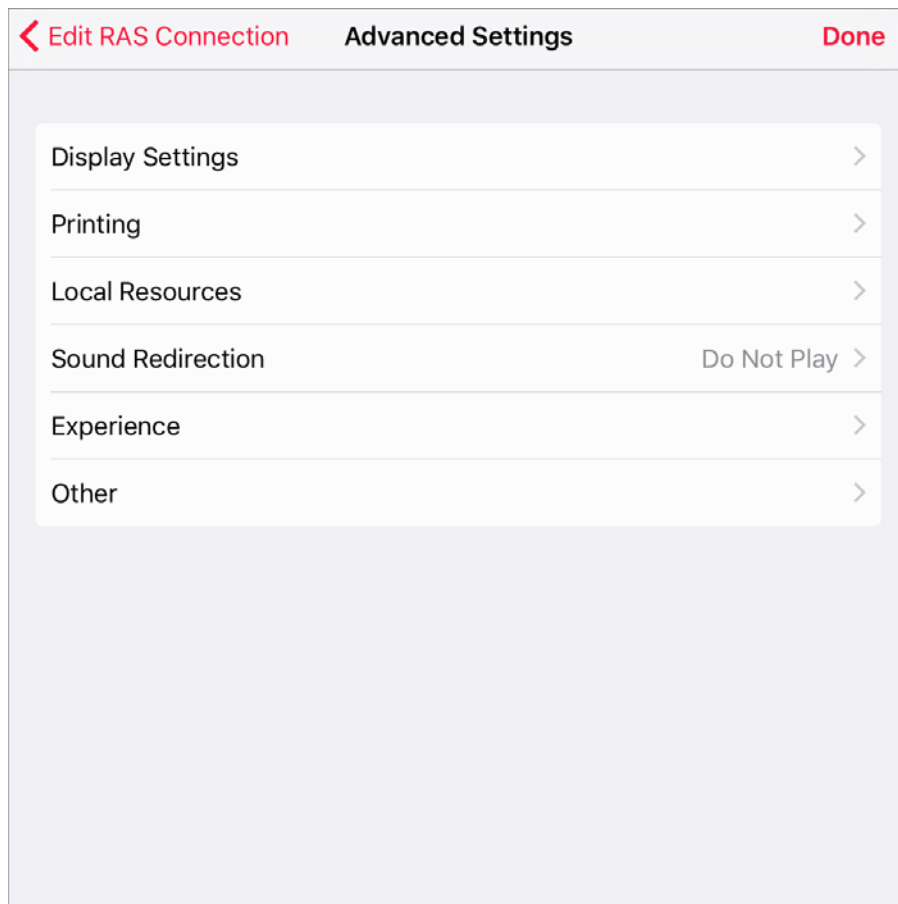 Edit RAS Connection Advanced Settings Done
Display Settings
Printing
Local Resources
Sound Redirection Do Not Play
Experience
Other